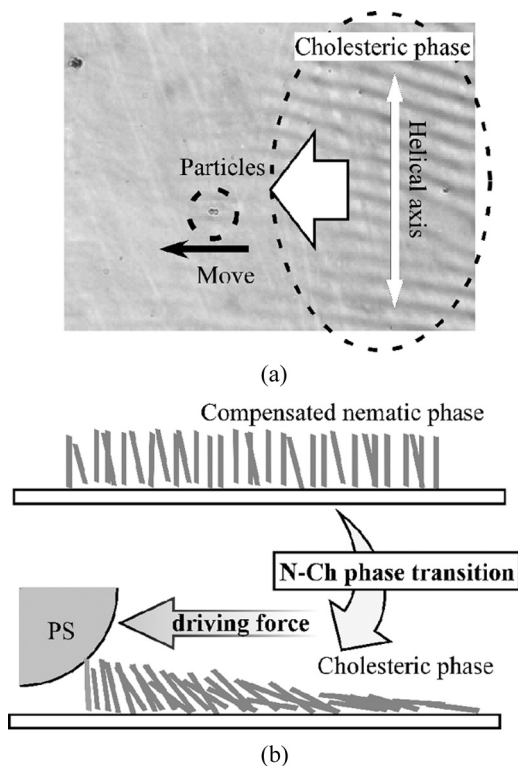 Cholesteric phase
Helical axis
Particles
Move
(a)
Compensated nematic phase
N-Ch phase transition
PS
driving force
Cholesteric phase
(b)